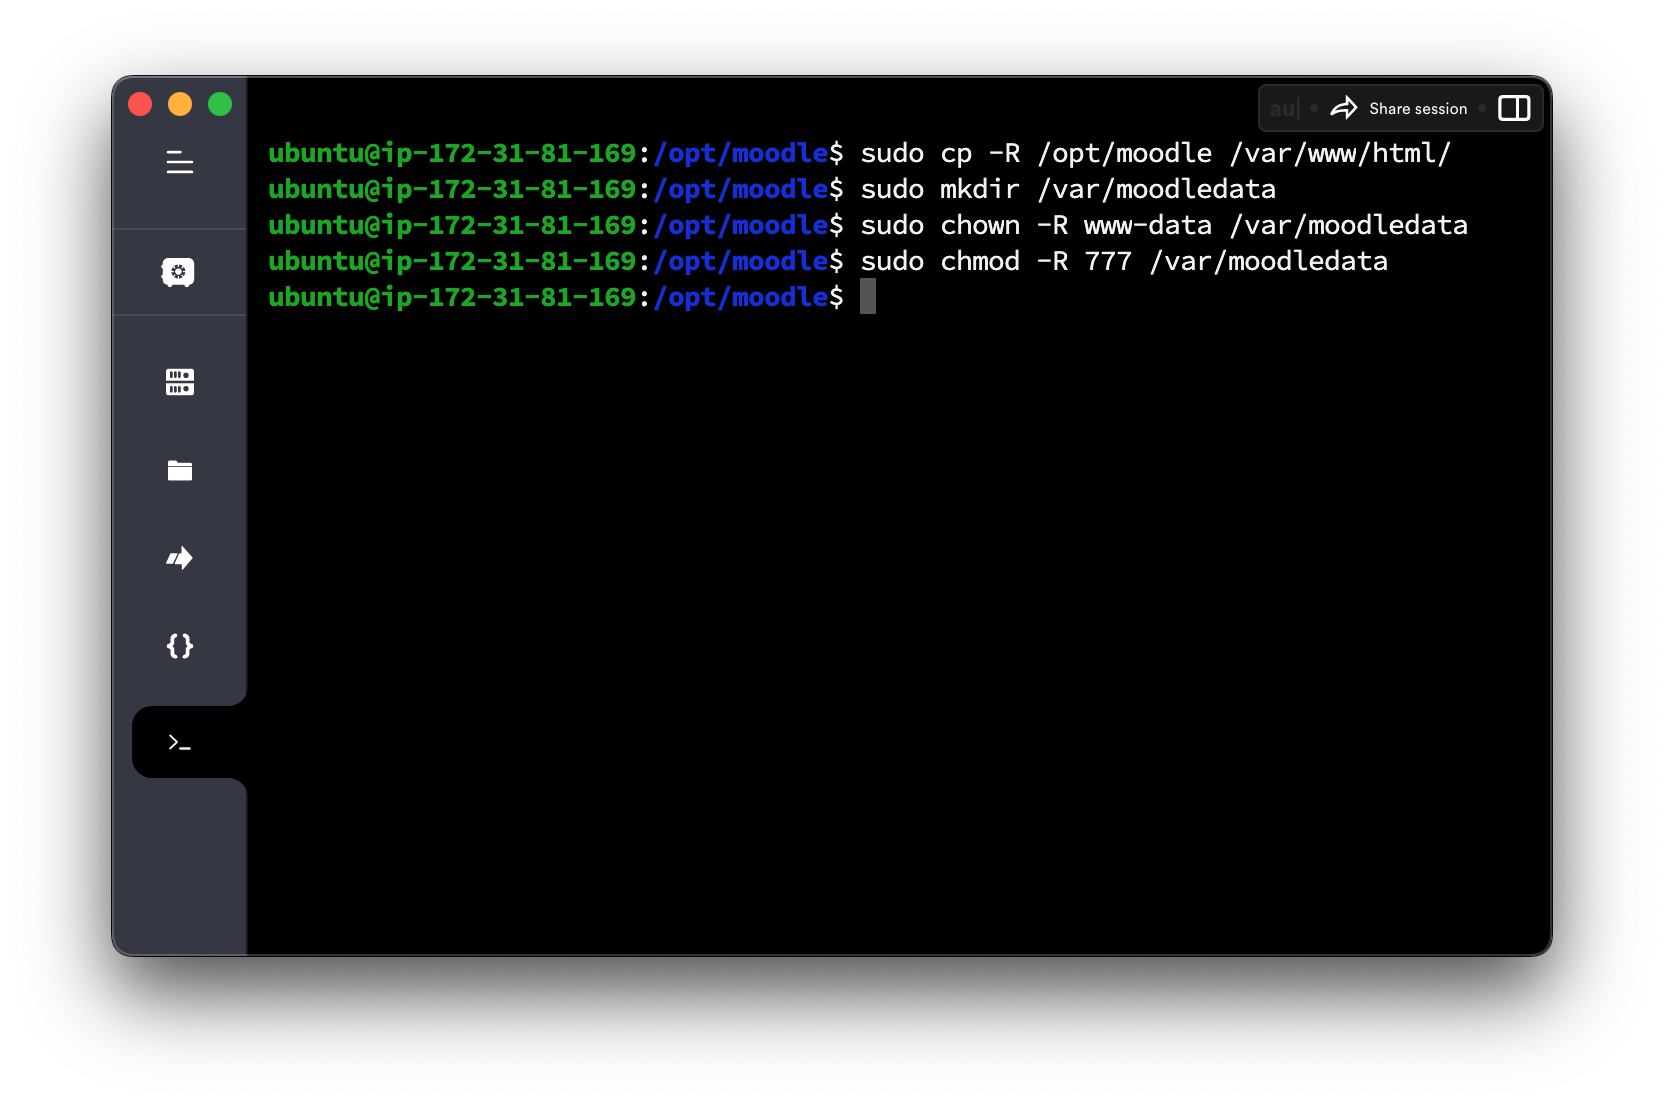 au| • Share session •
ubuntu@ip-172-31-81-169:/opt/moodle$ sudo cp -R /opt/moodle /var/www/html/
ubuntu@ip-172-31-81-169:/opt/moodle$ sudo mkdir /var/moodledata
ubuntu@ip-172-31-81-169:/opt/moodle$ sudo chown -R www-data /var/moodledata
ubuntu@ip-172-31-81-169:/opt/moodle$ sudo chmod -R 777 /var/moodledata
ubuntu@ip-172-31-81-169:/opt/moodle$